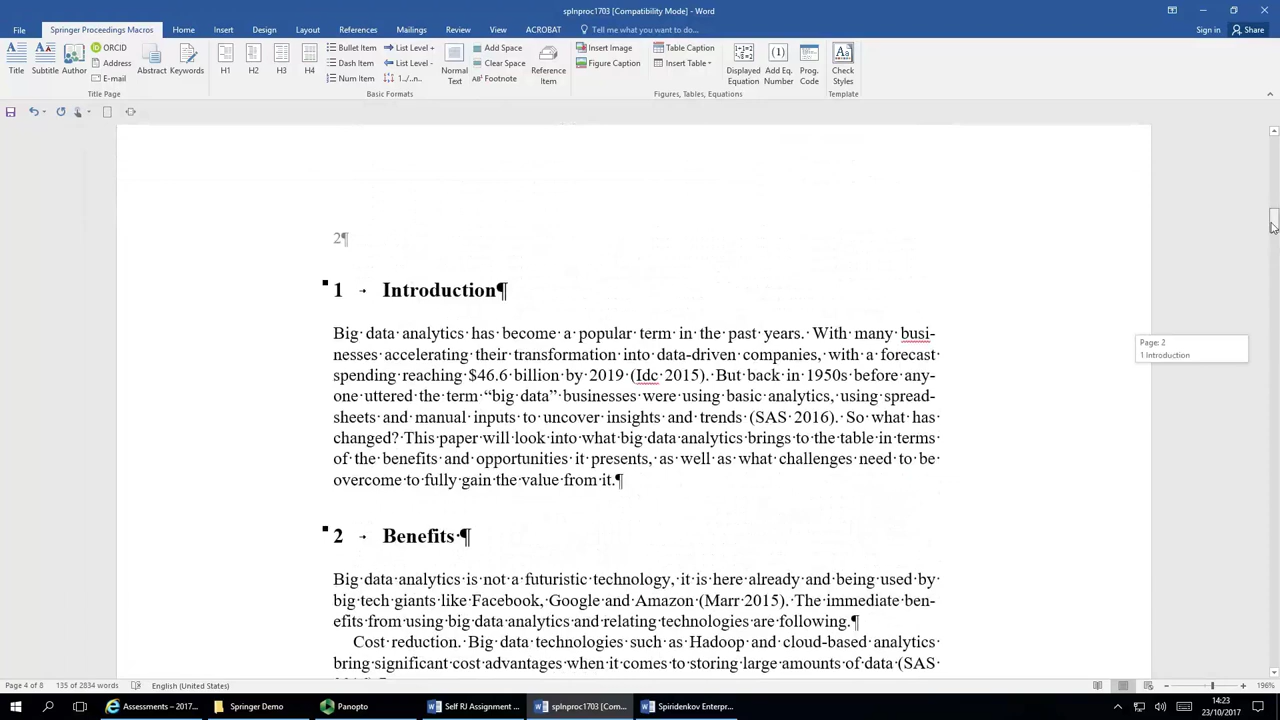 splnproc1703 [Compatibility Mode] - Word
Sign in Share
File Springer Proceedings Macros Home Insert Design Layout References Mailings Review View ACROBAT Tell me what you want to do...
Title Subtitle Author ORCID Address E-mail Abstract Keywords
H1 H2 H3 H4 Bullet Item Dash Item Num Item List Level+ List Level- 1../..n.. Normal Text Add Space Clear Space Footnote Reference Item
Insert Image Figure Caption Table Caption Insert Table Displayed Equation Add Eq. Number Prog. Code Check Styles
Title Page Basic Formats Figures, Tables, Equations Template
2¶
1 → Introduction¶
Big data analytics has become a popular term in the past years. With many busi-
nesses accelerating their transformation into data-driven companies, with a forecast
spending reaching $46.6 billion by 2019 (Idc 2015). But back in 1950s before any-
one uttered the term “big data” businesses were using basic analytics, using spread-
sheets and manual inputs to uncover insights and trends (SAS 2016). So what has
changed? This paper will look into what big data analytics brings to the table in terms
of the benefits and opportunities it presents, as well as what challenges need to be
overcome to fully gain the value from it.¶
2 → Benefits ¶
Big data analytics is not a futuristic technology, it is here already and being used by
big tech giants like Facebook, Google and Amazon (Marr 2015). The immediate ben-
efits from using big data analytics and relating technologies are following.¶
Cost reduction. Big data technologies such as Hadoop and cloud-based analytics
bring significant cost advantages when it comes to storing large amounts of data (SAS
Page: 2
1 Introduction
Page 4 of 8 135 of 2834 words English (United States) 196%
Assessments – 2017... Springer Demo Panopto Self RJ Assignment ... splnproc1703 [Com... Spiridenkov Enterpr...
14:23
23/10/2017